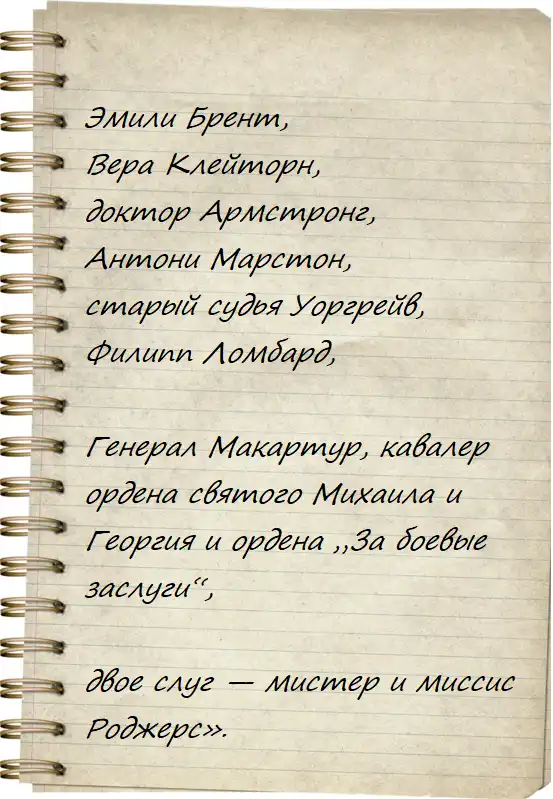 Эмили Брент,
Вера Клейторн,
доктор Армстронг,
Антони Марстон,
старый судья Уоргрейв,
Филипп Ломбард,
Генерал Макартур, кавалер
ордена святого Михаила и
Георгия и ордена ,,За боевые
заслуги“,
двое слуг — мистер и миссис
Роджерс».